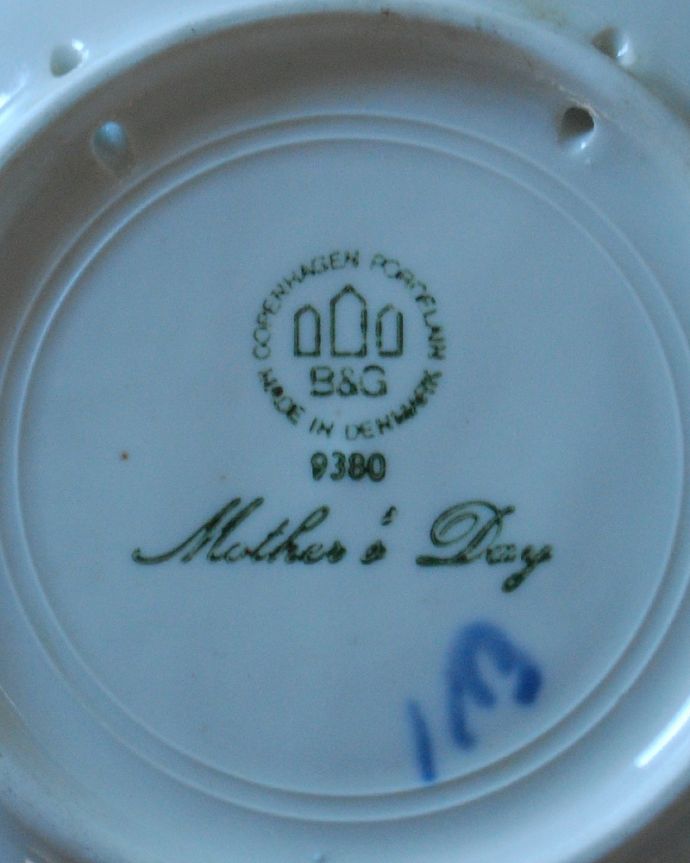 COPENHAGEN PORCELAIN
B&G
MADE IN DENMARK
9380
Mother's Day